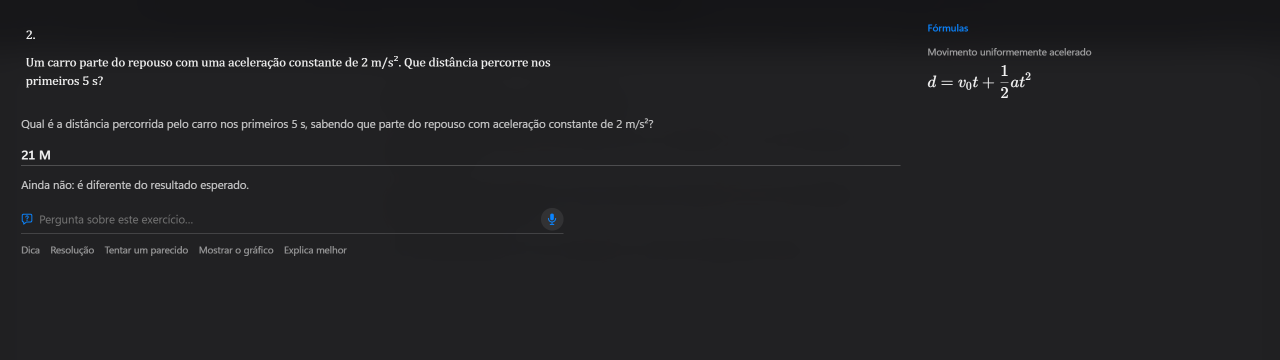 2.
Um carro parte do repouso com uma aceleração constante de 2 m/s². Que distância percorre nos
primeiros 5 s?
Qual é a distância percorrida pelo carro nos primeiros 5 s, sabendo que parte do repouso com aceleração constante de 2 m/s²?
21 M
Ainda não: é diferente do resultado esperado.
Pergunta sobre este exercício...
Dica Resolução Tentar um parecido Mostrar o gráfico Explica melhor
Fórmulas
Movimento uniformemente acelerado
d = v₀t + 1/2 at²